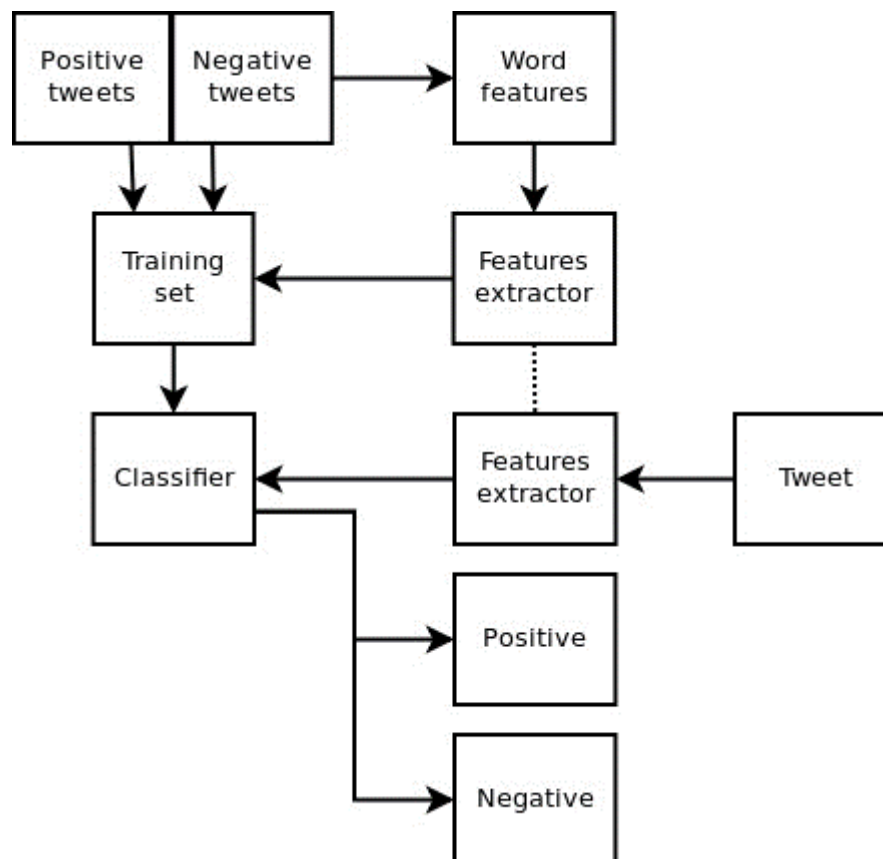 Positive
tweets
Negative
tweets
Word
features
Training
set
Features
extractor
Classifier
Features
extractor
Tweet
Positive
Negative